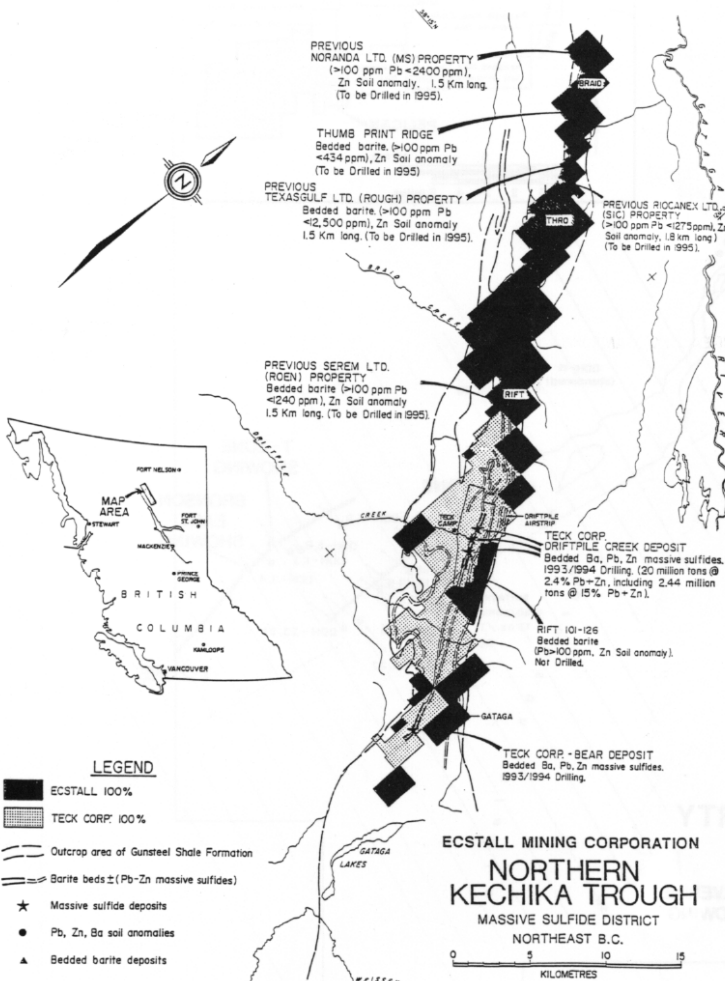 PREVIOUS
NORANDA LTD. (MS) PROPERTY
(>100 ppm Pb <2400 ppm),
Zn Soil anomaly. 1.5 Km long.
(To be Drilled in 1995).
BRAID
THUMB PRINT RIDGE
Bedded barite. (>100 ppm Pb
<434 ppm), Zn Soil anomaly
(To be Drilled in 1995)
PREVIOUS
TEXASGULF LTD. (ROUGH) PROPERTY
Bedded barite. (>100 ppm Pb
<12,500 ppm), Zn Soil anomaly
1.5 Km long. (To be Drilled in 1995).
PREVIOUS RIOCANEX LTD.
(SIC) PROPERTY
(>100 ppm Pb <1275 ppm), Zn
Soil anomaly, 1.8 km long)
(To be Drilled in 1995).
THRO
N
BRAID
CREEK
GATAGA
RIVER
PREVIOUS SEREM LTD.
(ROEN) PROPERTY
Bedded barite (>100 ppm Pb
<1240 ppm), Zn Soil anomaly
1.5 Km long. (To be Drilled in 1995).
RIFT
DRIFTPILE
CREEK
TECK
CAMP
DRIFTPILE
AIRSTRIP
TECK CORP.
DRIFTPILE CREEK DEPOSIT
Bedded Ba, Pb, Zn massive sulfides.
1993/1994 Drilling. (20 million tons @
2.4% Pb+Zn, including 2.44 million
tons @ 15% Pb+Zn).
RIFT 101-126
Bedded barite
(Pb>100 ppm, Zn Soil anomaly).
Not Drilled.
GATAGA
TECK CORP. - BEAR DEPOSIT
Bedded Ba, Pb, Zn massive sulfides.
1993/1994 Drilling.
FORT NELSON
MAP
AREA
STEWART
FORT
ST. JOHN
MACKENZIE
PRINCE
GEORGE
BRITISH
COLUMBIA
KAMLOOPS
VANCOUVER
LEGEND
ECSTALL 100%
TECK CORP. 100%
Outcrop area of Gunsteel Shale Formation
Barite beds ± (Pb-Zn massive sulfides)
Massive sulfide deposits
Pb, Zn, Ba soil anomalies
Bedded barite deposits
GATAGA
LAKES
ECSTALL MINING CORPORATION
NORTHERN
KECHIKA TROUGH
MASSIVE SULFIDE DISTRICT
NORTHEAST B.C.
0 5 10 15
KILOMETRES